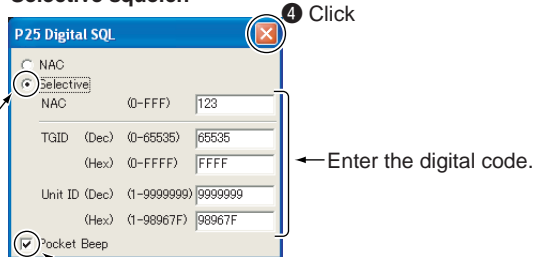 Selective squelch
❹ Click
P25 Digital SQL
NAC
Selective
NAC (0-FFF) 123
TGID (Dec) (0-65535) 65535
(Hex) (0-FFFF) FFFF
Enter the digital code.
Unit ID (Dec) (1-9999999) 9999999
(Hex) (1-98967F) 98967F
Pocket Beep